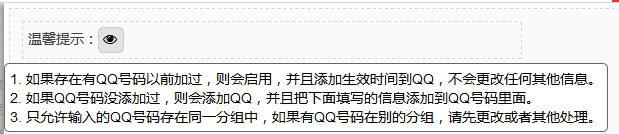 温馨提示：
1. 如果存在有QQ号码以前加过，则会启用，并且添加生效时间到QQ，不会更改任何其他信息。
2. 如果QQ号码没添加过，则会添加QQ，并且把下面填写的信息添加到QQ号码里面。
3. 只允许输入的QQ号码存在同一分组中，如果有QQ号码在别的分组，请先更改或者其他处理。